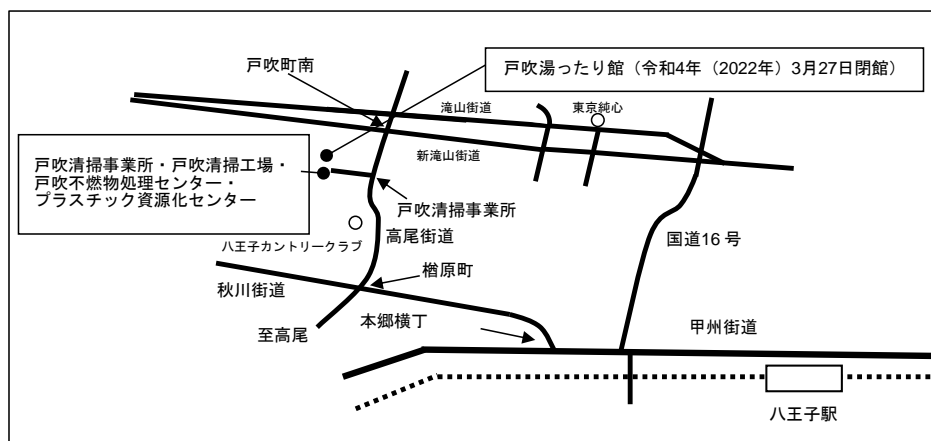 戸吹町南
戸吹湯ったり館（令和4年（2022年）3月27日閉館）
滝山街道
東京純心
新滝山街道
戸吹清掃事業所・戸吹清掃工場・
戸吹不燃物処理センター・
プラスチック資源化センター
戸吹清掃事業所
八王子カントリークラブ
高尾街道
国道16号
楢原町
秋川街道
至高尾
本郷横丁
甲州街道
八王子駅